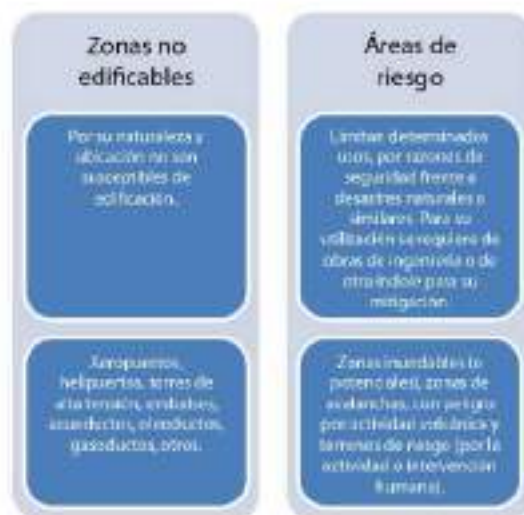 Zonas no
edificables
Por su naturaleza y
ubicación no son
susceptibles de
edificación.
Aeropuertos,
helipuertos, torres de
alta tensión, embalses,
acueductos, oleoductos,
gasoductos, otros.
Áreas de
riesgo
Limitar determinados
usos, por razones de
seguridad frente a
desastres naturales o
similares. Para su
utilización se requiere de
obras de ingeniería o de
otra índole para su
mitigación.
Zonas inundables (o
potenciales), zonas de
avalanchas, con peligro
por actividad volcánica y
terrenos de riesgo (por la
actividad o intervención
humana).